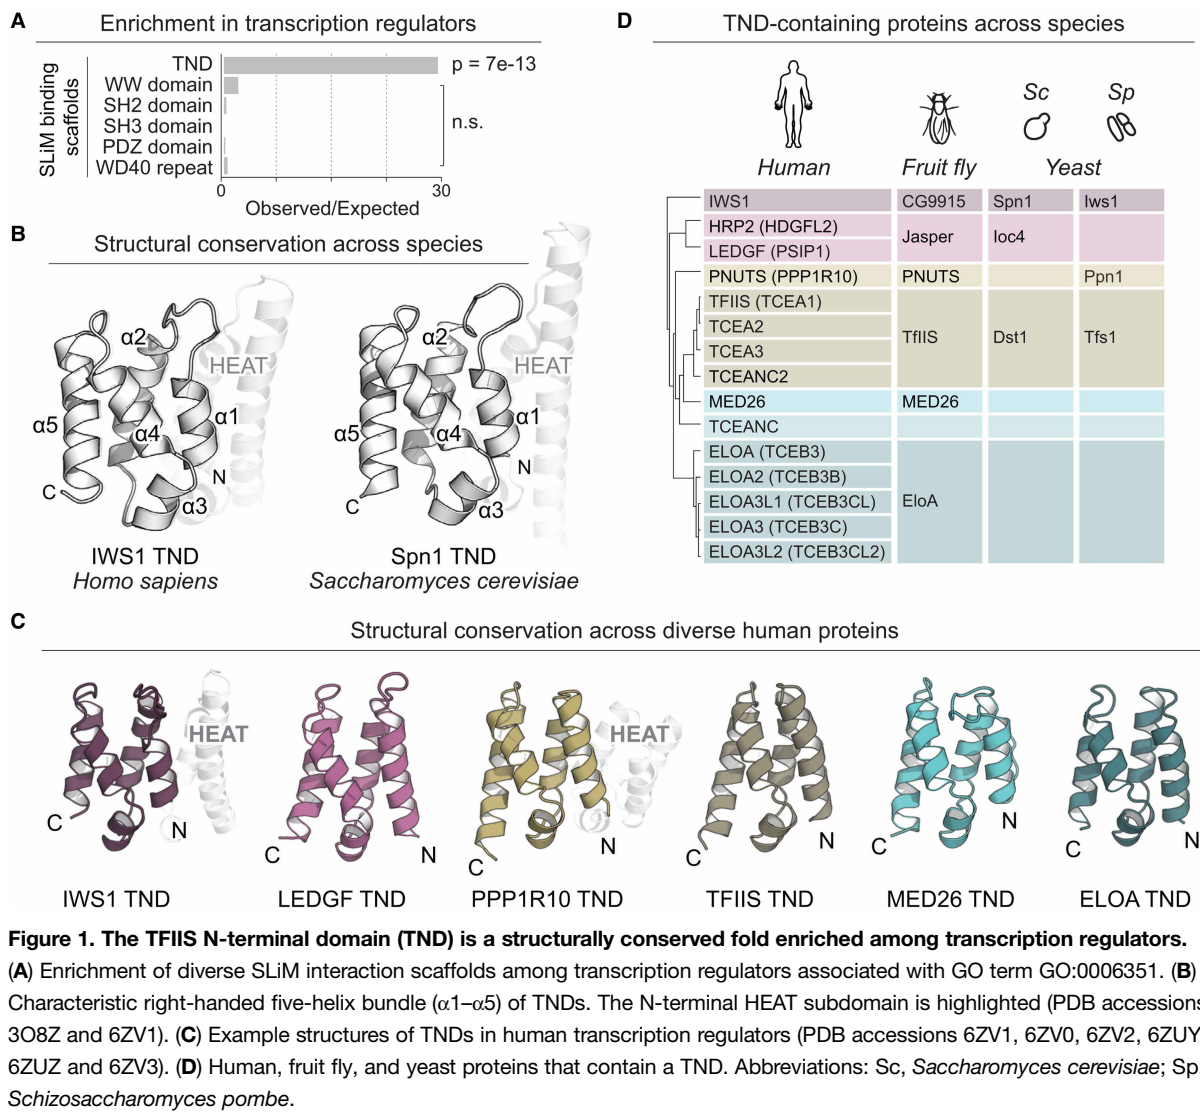 A
Enrichment in transcription regulators
SLiM binding
scaffolds
TND
WW domain
SH2 domain
SH3 domain
PDZ domain
WD40 repeat
p = 7e-13
n.s.
0
30
Observed/Expected
B
Structural conservation across species
α2
HEAT
α5
α4
α1
N
C
α3
IWS1 TND
Homo sapiens
α2
HEAT
α5
α4
α1
N
C
α3
Spn1 TND
Saccharomyces cerevisiae
D
TND-containing proteins across species
Sc
Sp
Human
Fruit fly
Yeast
IWS1
CG9915
Spn1
Iws1
HRP2 (HDGFL2)
LEDGF (PSIP1)
Jasper
Ioc4
PNUTS (PPP1R10)
PNUTS
Ppn1
TFIIS (TCEA1)
TCEA2
TCEA3
TCEANC2
TfIIS
Dst1
Tfs1
MED26
MED26
TCEANC
ELOA (TCEB3)
ELOA2 (TCEB3B)
ELOA3L1 (TCEB3CL)
ELOA3 (TCEB3C)
ELOA3L2 (TCEB3CL2)
EloA
C
Structural conservation across diverse human proteins
HEAT
C
N
IWS1 TND
C
N
LEDGF TND
HEAT
C
N
PPP1R10 TND
C
N
TFIIS TND
C
N
MED26 TND
C
N
ELOA TND
Figure 1. The TFIIS N-terminal domain (TND) is a structurally conserved fold enriched among transcription regulators.
(A) Enrichment of diverse SLiM interaction scaffolds among transcription regulators associated with GO term GO:0006351. (B)
Characteristic right-handed five-helix bundle (α1–α5) of TNDs. The N-terminal HEAT subdomain is highlighted (PDB accessions
3O8Z and 6ZV1). (C) Example structures of TNDs in human transcription regulators (PDB accessions 6ZV1, 6ZV0, 6ZV2, 6ZUY
6ZUZ and 6ZV3). (D) Human, fruit fly, and yeast proteins that contain a TND. Abbreviations: Sc, Saccharomyces cerevisiae; Sp,
Schizosaccharomyces pombe.